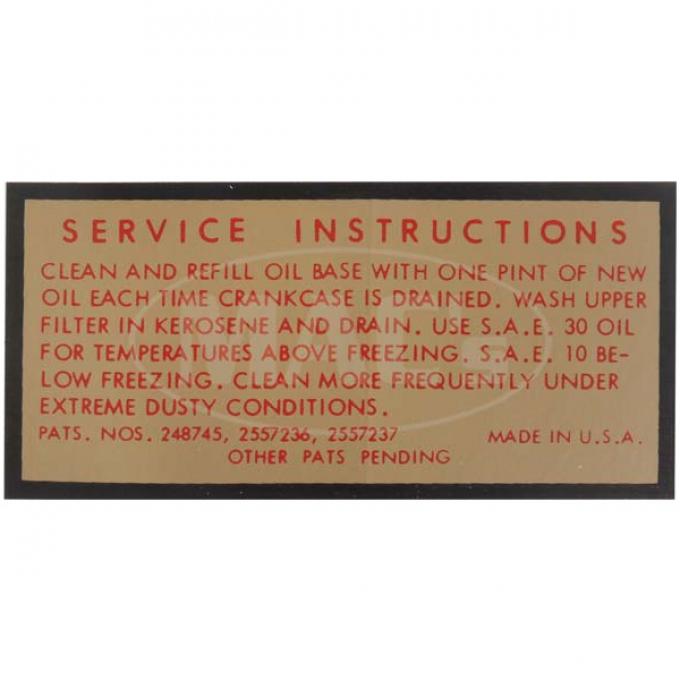 SERVICE INSTRUCTIONS
CLEAN AND REFILL OIL BASE WITH ONE PINT OF NEW
OIL EACH TIME CRANKCASE IS DRAINED. WASH UPPER
FILTER IN KEROSENE AND DRAIN. USE S.A.E. 30 OIL
FOR TEMPERATURES ABOVE FREEZING. S.A.E. 10 BE-
LOW FREEZING. CLEAN MORE FREQUENTLY UNDER
EXTREME DUSTY CONDITIONS.
PATS. NOS. 248745, 2557236, 2557237 MADE IN U.S.A.
OTHER PATS PENDING
MAC's